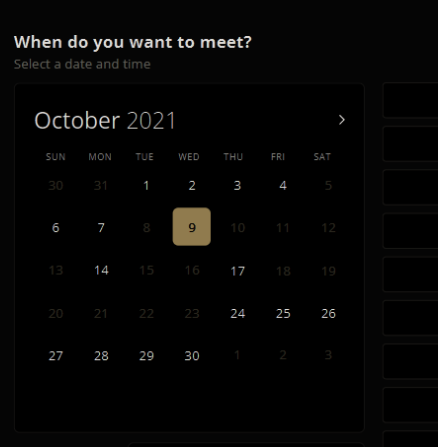 When do you want to meet?
Select a date and time
October 2021 >
SUN MON TUE WED THU FRI SAT
30 31 1 2 3 4 5
6 7 8 9 10 11 12
13 14 15 16 17 18 19
20 21 22 23 24 25 26
27 28 29 30 1 2 3